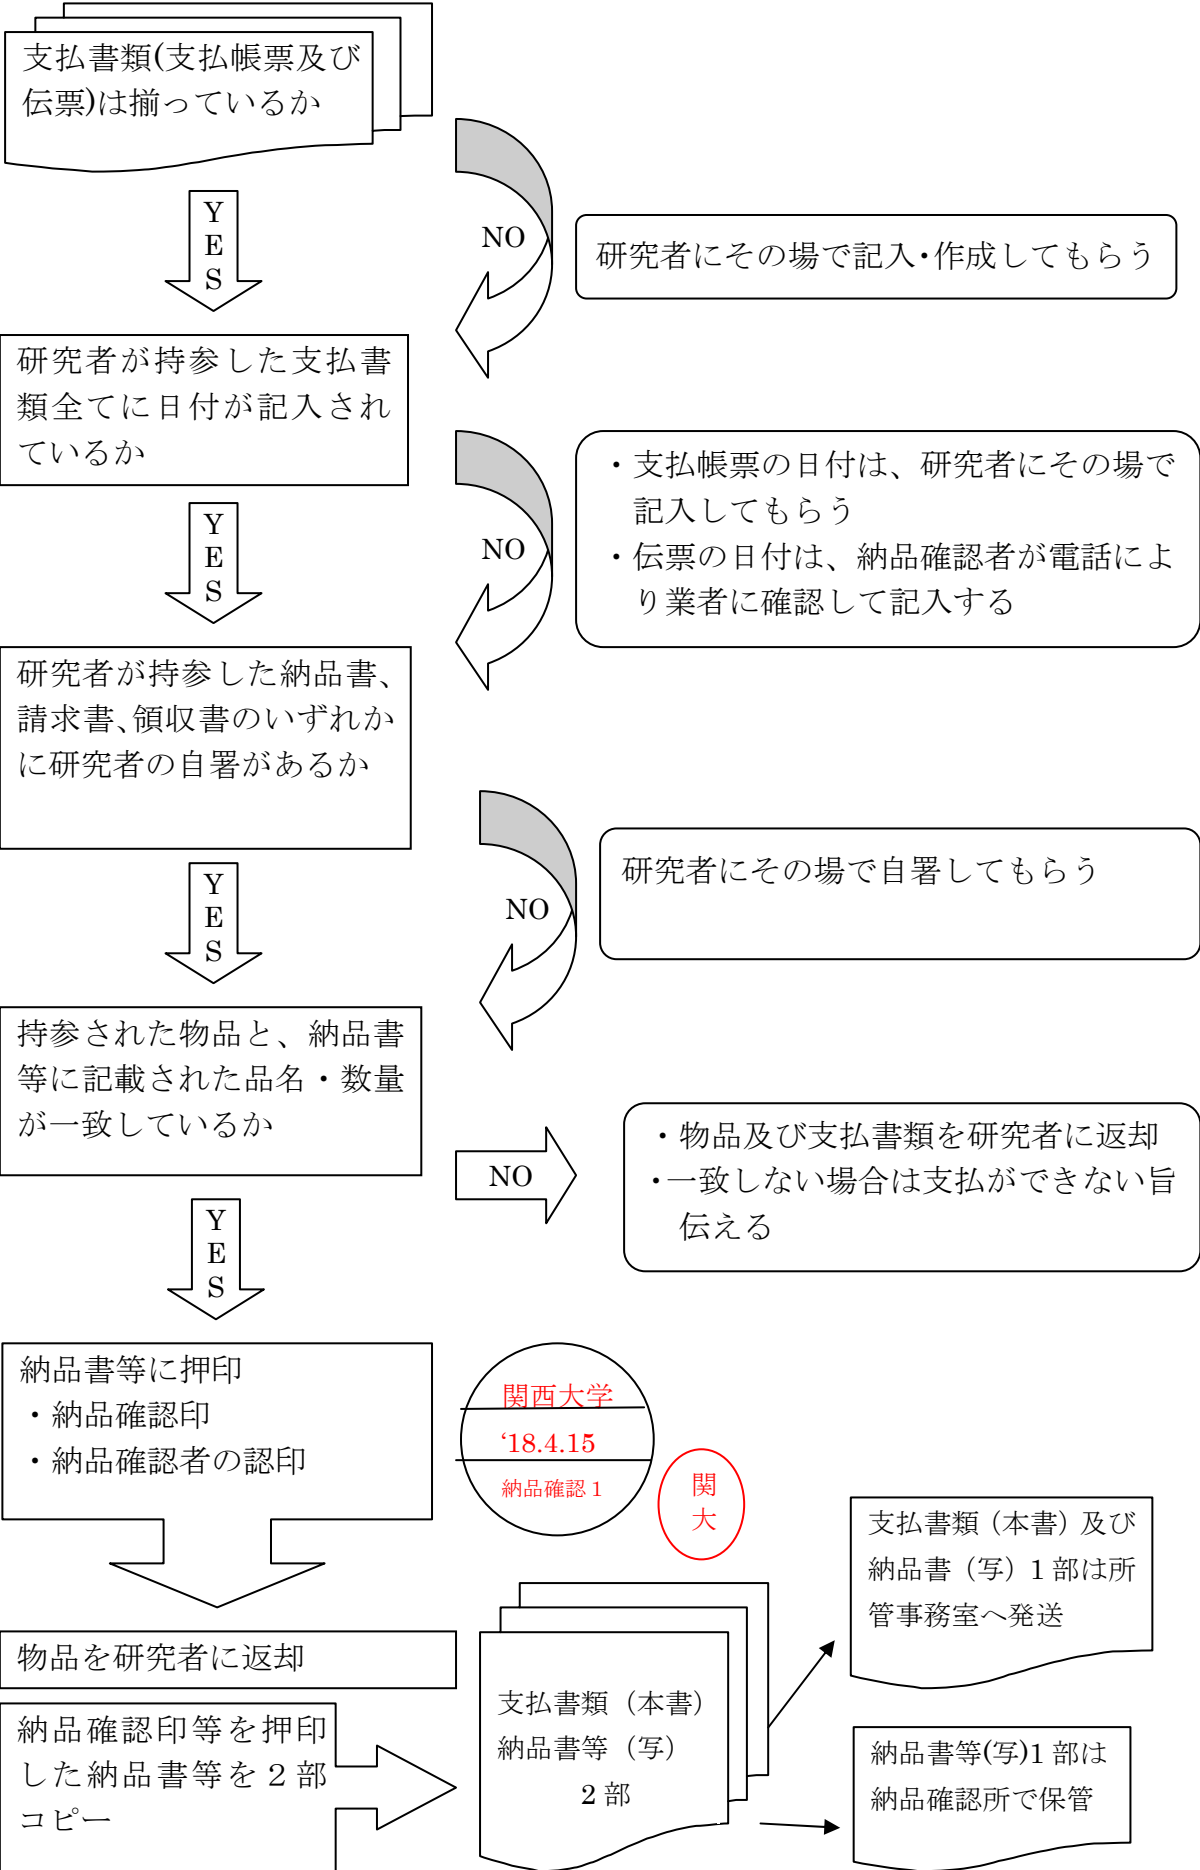 支払書類(支払帳票及び
伝票)は揃っているか
YES
NO
研究者にその場で記入・作成してもらう
研究者が持参した支払書
類全てに日付が記入され
ているか
YES
NO
・支払帳票の日付は、研究者にその場で
記入してもらう
・伝票の日付は、納品確認者が電話によ
り業者に確認して記入する
研究者が持参した納品書、
請求書、領収書のいずれか
に研究者の自署があるか
YES
NO
研究者にその場で自署してもらう
持参された物品と、納品書
等に記載された品名・数量
が一致しているか
NO
・物品及び支払書類を研究者に返却
・一致しない場合は支払ができない旨
伝える
YES
納品書等に押印
・納品確認印
・納品確認者の認印
関西大学
‘18.4.15
納品確認 1
関
大
物品を研究者に返却
納品確認印等を押印
した納品書等を２部
コピー
支払書類（本書）
納品書等（写）
2 部
支払書類（本書）及び
納品書（写）1 部は所
管事務室へ発送
納品書等(写)1 部は
納品確認所で保管